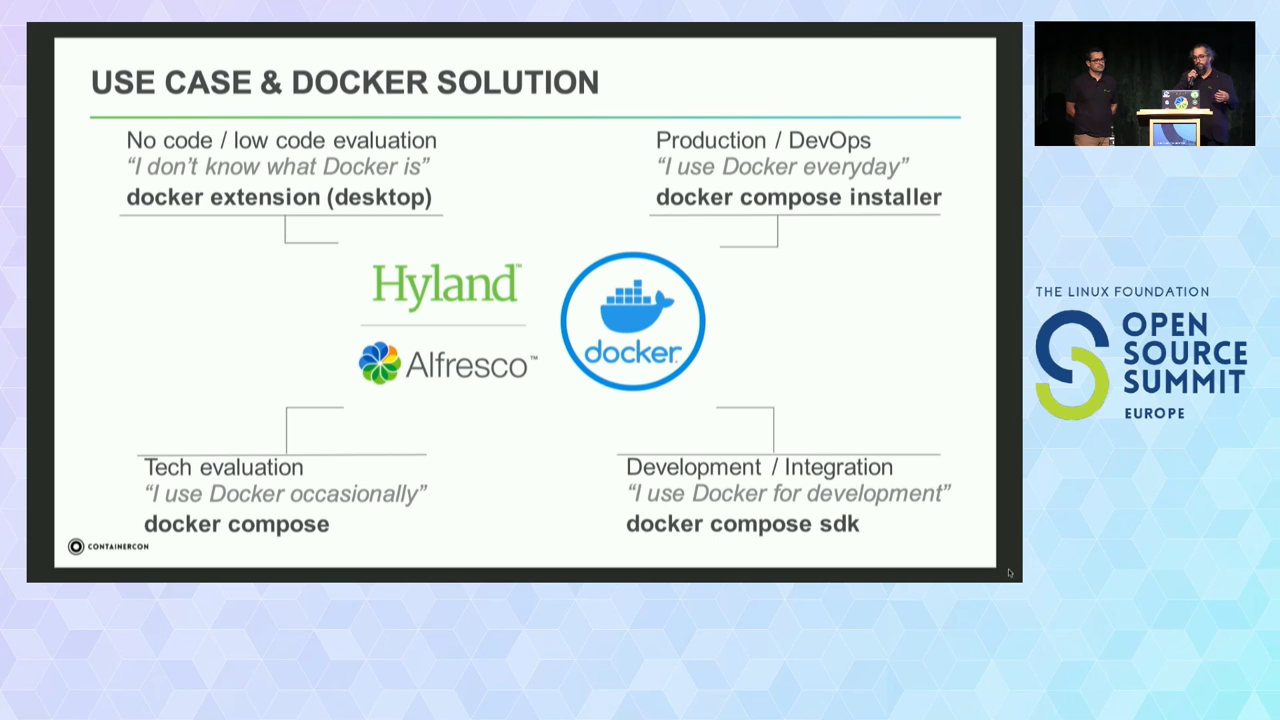 USE CASE & DOCKER SOLUTION
No code / low code evaluation
“I don’t know what Docker is”
docker extension (desktop)
Production / DevOps
“I use Docker everyday”
docker compose installer
Hyland™
Alfresco™
docker
Tech evaluation
“I use Docker occasionally”
docker compose
Development / Integration
“I use Docker for development”
docker compose sdk
CONTAINERCON
THE LINUX FOUNDATION
OPEN
SOURCE
SUMMIT
EUROPE